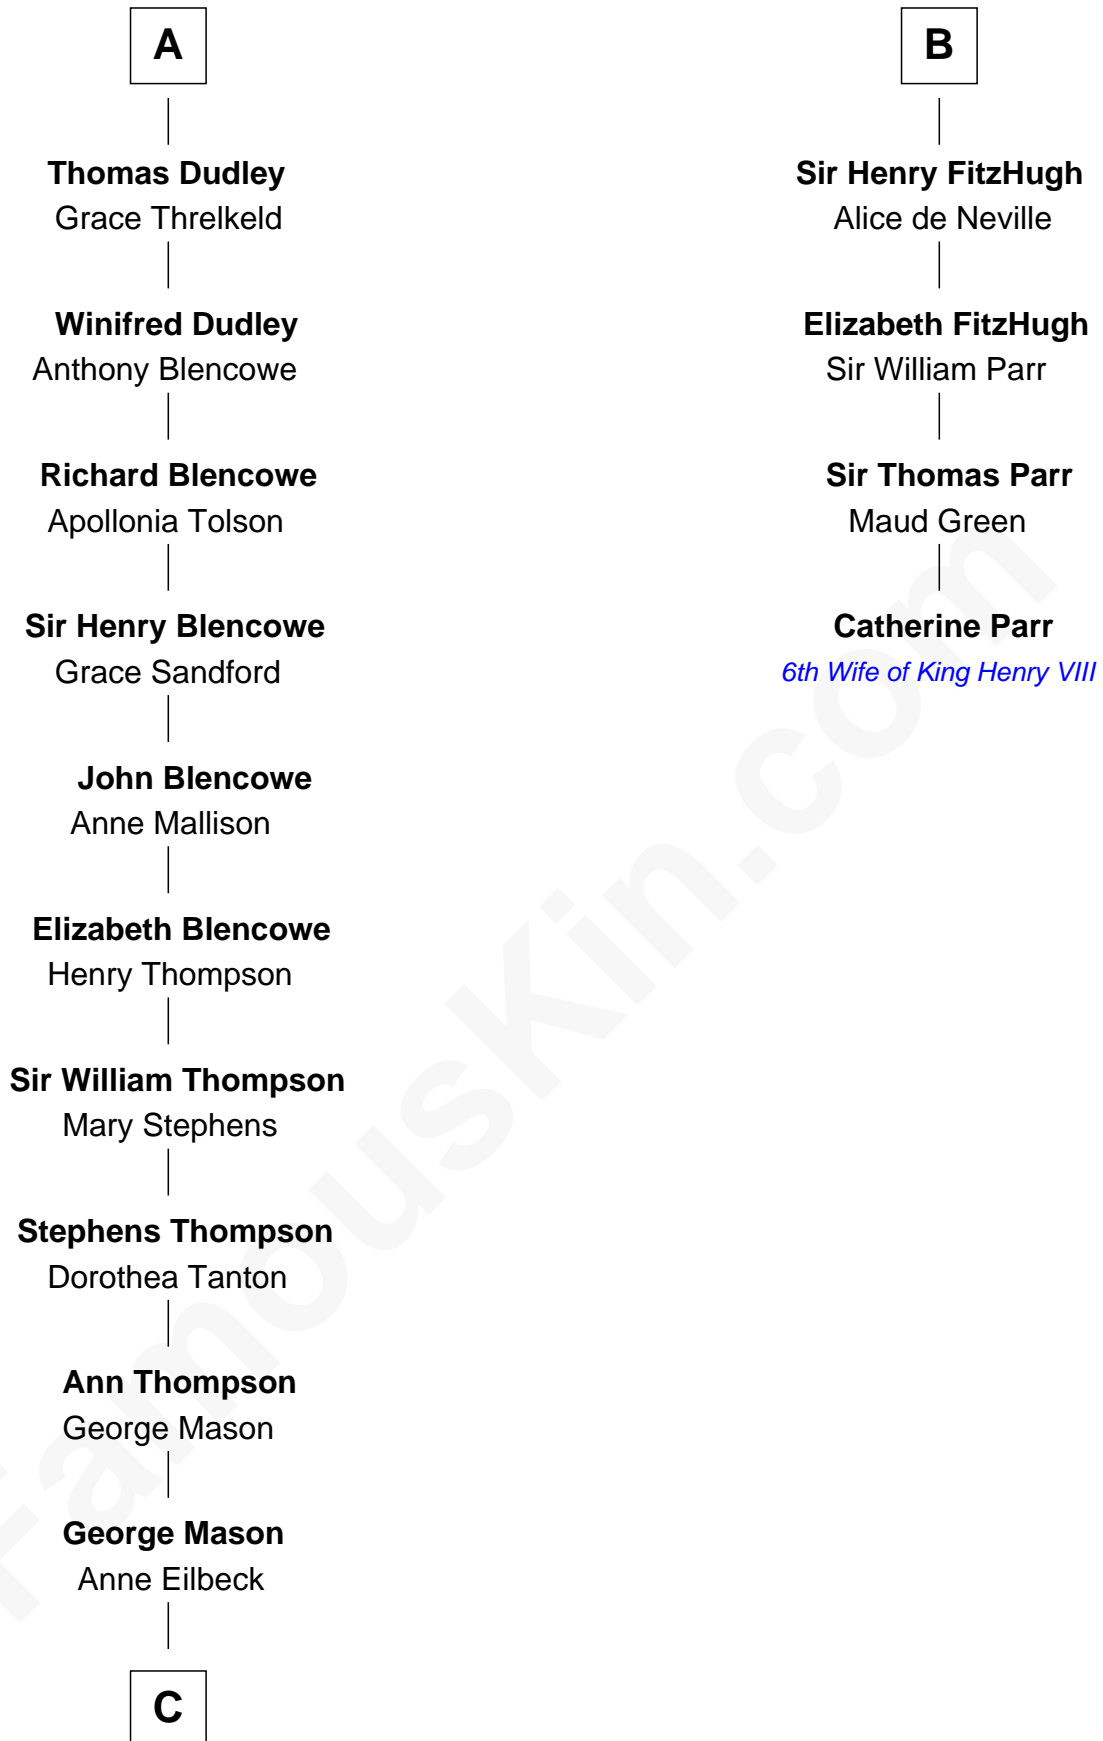 A
Thomas Dudley
Grace Threlkeld
Winifred Dudley
Anthony Blencowe
Richard Blencowe
Apollonia Tolson
Sir Henry Blencowe
Grace Sandford
John Blencowe
Anne Mallison
Elizabeth Blencowe
Henry Thompson
Sir William Thompson
Mary Stephens
Stephens Thompson
Dorothea Tanton
Ann Thompson
George Mason
George Mason
Anne Eilbeck
C
B
Sir Henry FitzHugh
Alice de Neville
Elizabeth FitzHugh
Sir William Parr
Sir Thomas Parr
Maud Green
Catherine Parr
6th Wife of King Henry VIII
FamousKin.com